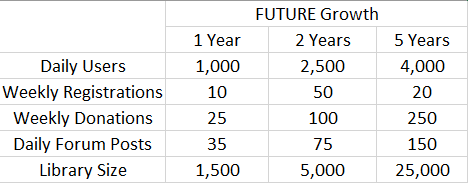 FUTURE Growth
1 Year 2 Years 5 Years
Daily Users 1,000 2,500 4,000
Weekly Registrations 10 50 20
Weekly Donations 25 100 250
Daily Forum Posts 35 75 150
Library Size 1,500 5,000 25,000